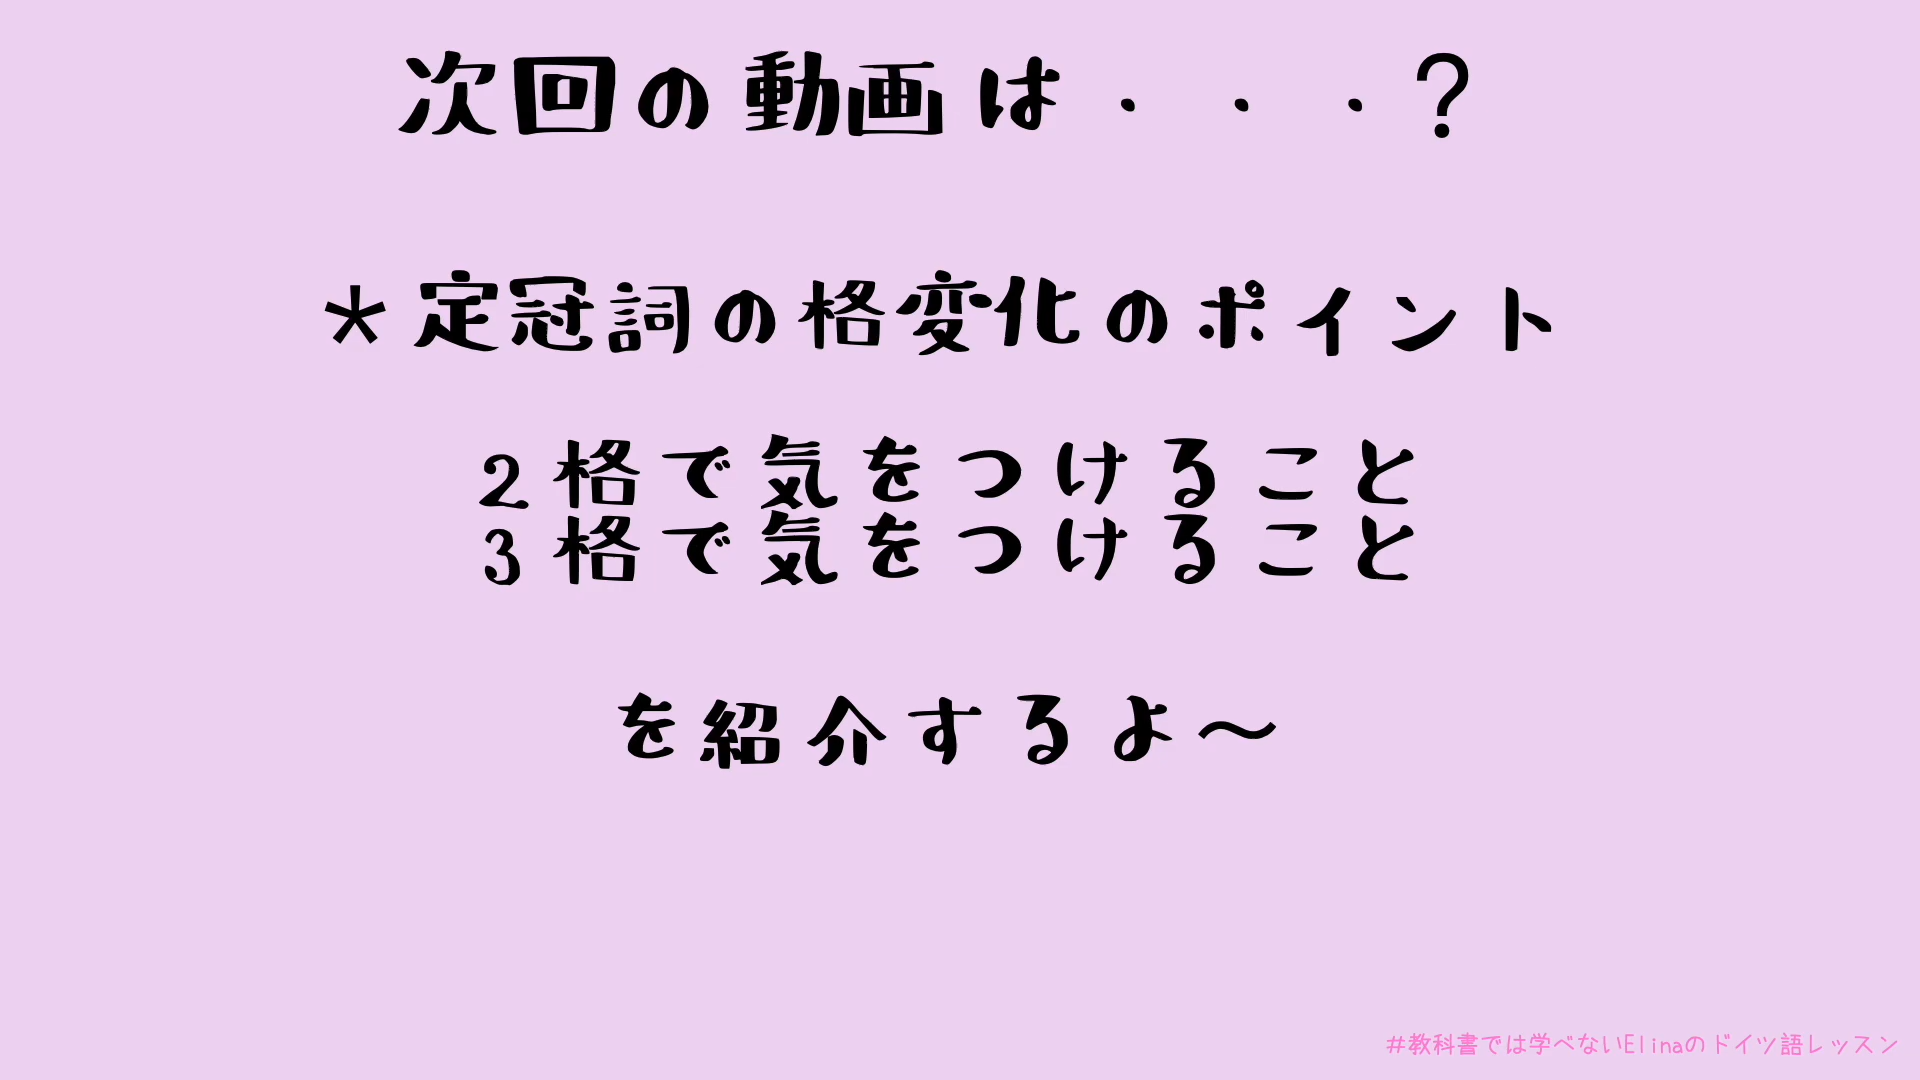 次回の動画は・・・?
*定冠詞の格変化のポイント
2格で気をつけること
3格で気をつけること
を紹介するよ〜
#教科書では学べないElinaのドイツ語レッスン